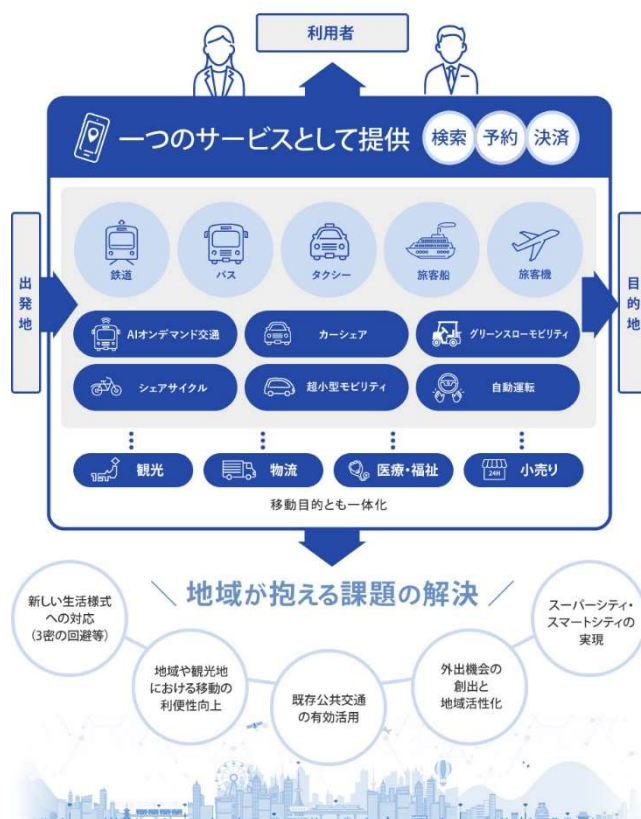 利用者
一つのサービスとして提供
検索
予約
決済
出発地
目的地
鉄道
バス
タクシー
旅客船
旅客機
AIオンデマンド交通
カーシェア
グリーンスローモビリティ
シェアサイクル
超小型モビリティ
自動運転
観光
物流
医療・福祉
24H
小売り
移動目的とも一体化
地域が抱える課題の解決
新しい生活様式
への対応
(3密の回避等)
地域や観光地
における移動の
利便性向上
既存公共交通
の有効活用
外出機会の
創出と
地域活性化
スーパーシティ・
スマートシティの
実現